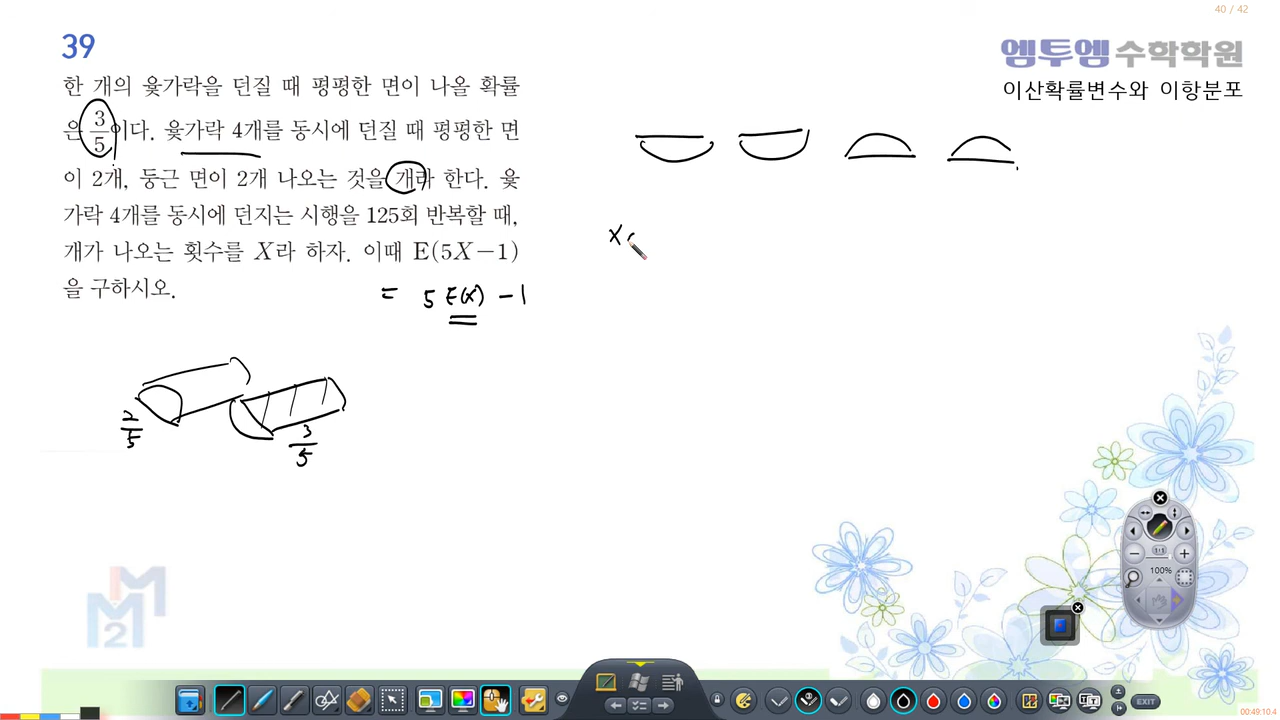 40 / 42
39
엠투엠 수학학원
이산확률변수와 이항분포
한 개의 윷가락을 던질 때 평평한 면이 나올 확률
은 3/5이다. 윷가락 4개를 동시에 던질 때 평평한 면
이 2개, 둥근 면이 2개 나오는 것을 개라 한다. 윷
가락 4개를 동시에 던지는 시행을 125회 반복할 때,
개가 나오는 횟수를 X라 하자. 이때 E(5X-1)
을 구하시오.
= 5 E(X) - 1
X
2/5
3/5
100%
1:1
M
M2
EXIT
00:49:10.4